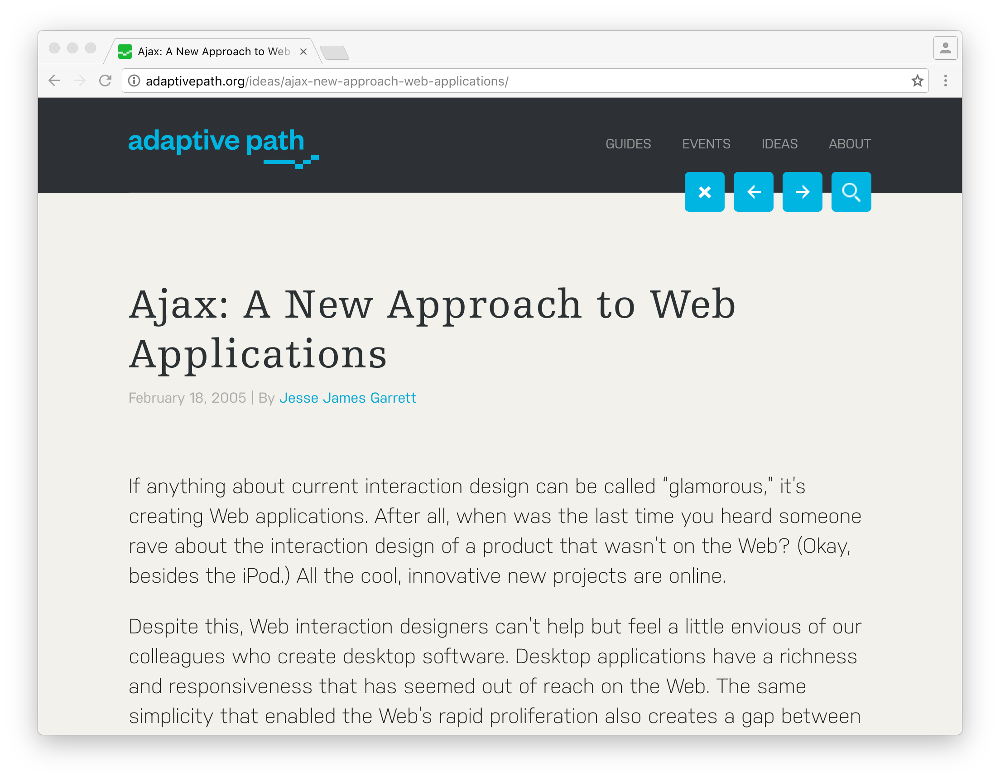 Ajax: A New Approach to Web
adaptivepath.org/ideas/ajax-new-approach-web-applications/
adaptive path
GUIDES EVENTS IDEAS ABOUT
Ajax: A New Approach to Web
Applications
February 18, 2005 | By Jesse James Garrett
If anything about current interaction design can be called “glamorous,” it’s
creating Web applications. After all, when was the last time you heard someone
rave about the interaction design of a product that wasn’t on the Web? (Okay,
besides the iPod.) All the cool, innovative new projects are online.
Despite this, Web interaction designers can’t help but feel a little envious of our
colleagues who create desktop software. Desktop applications have a richness
and responsiveness that has seemed out of reach on the Web. The same
simplicity that enabled the Web’s rapid proliferation also creates a gap between